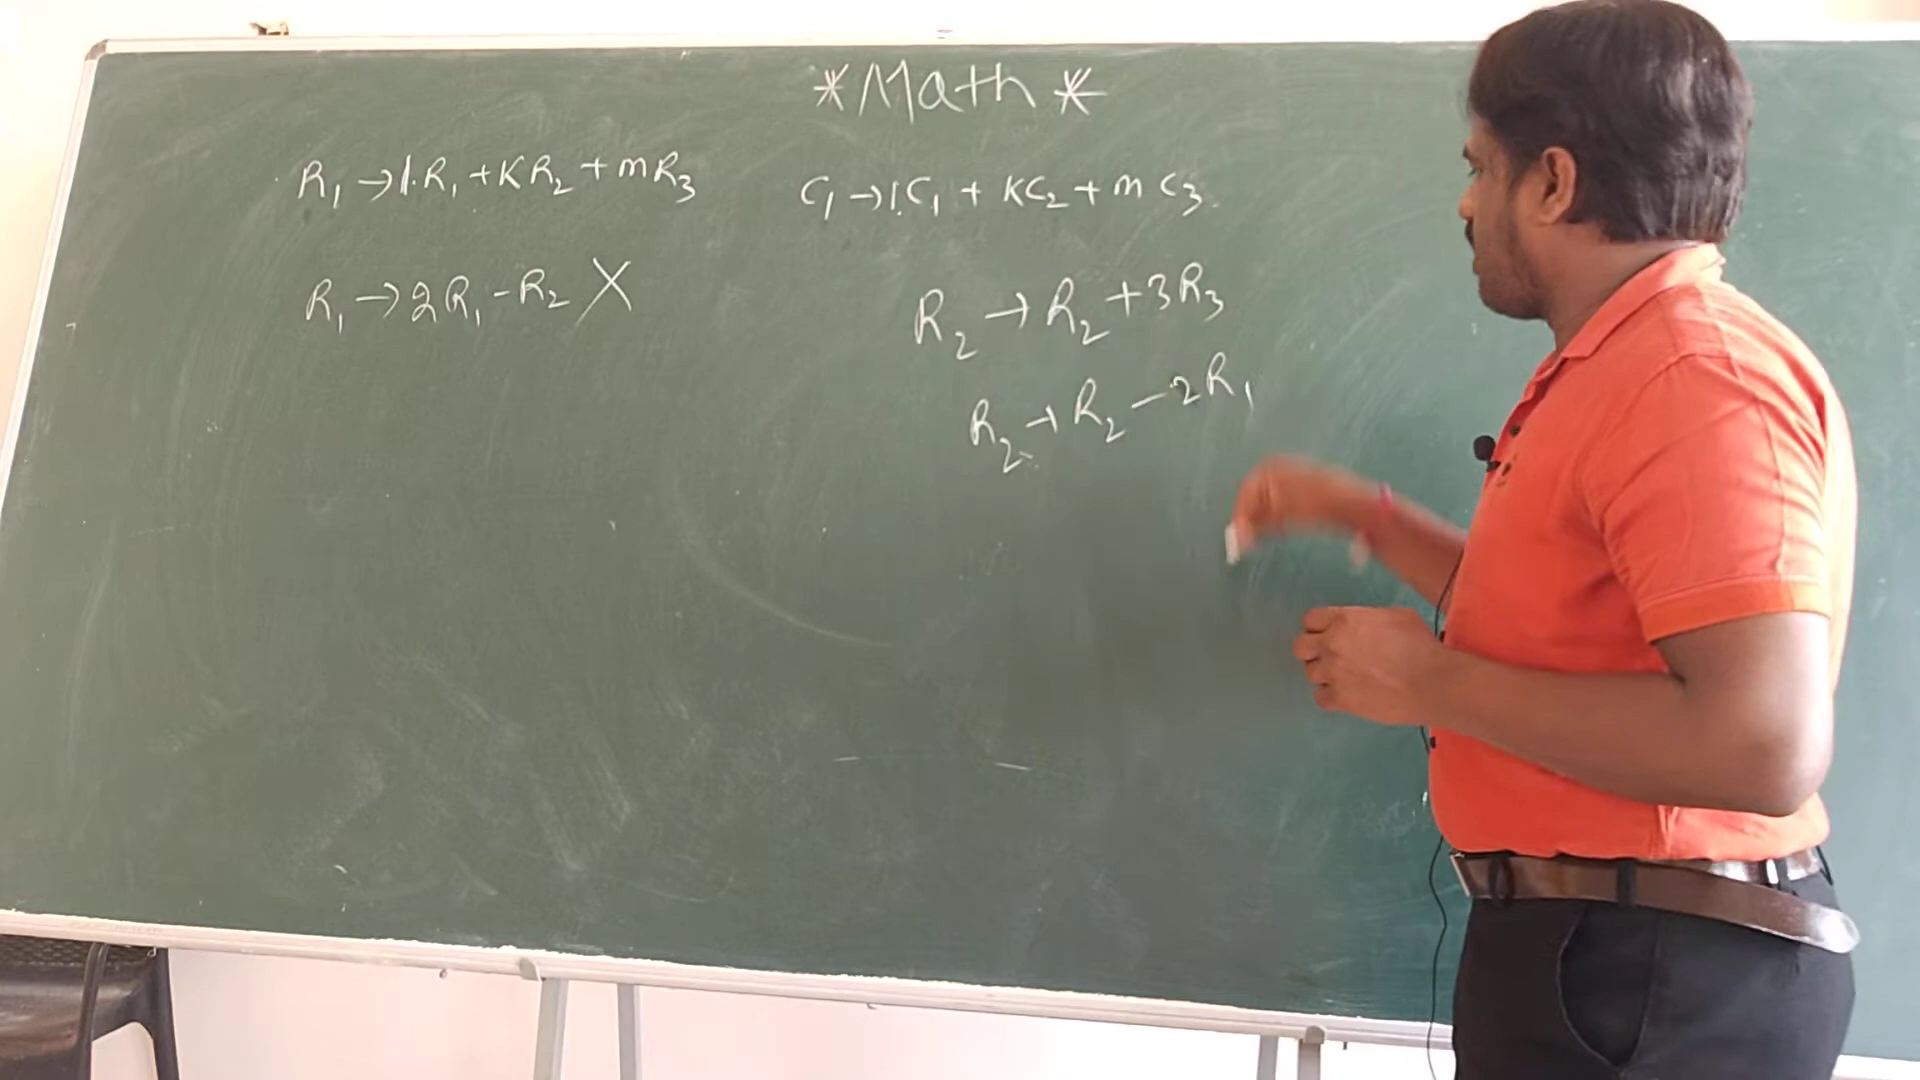 *Math*
R₁ → 1.R₁ + KR₂ + mR₃
C₁ → 1.C₁ + KC₂ + mC₃
R₁ → 2R₁ - R₂ X
R₂ → R₂ + 3R₃
R₂ → R₂ - 2R₁